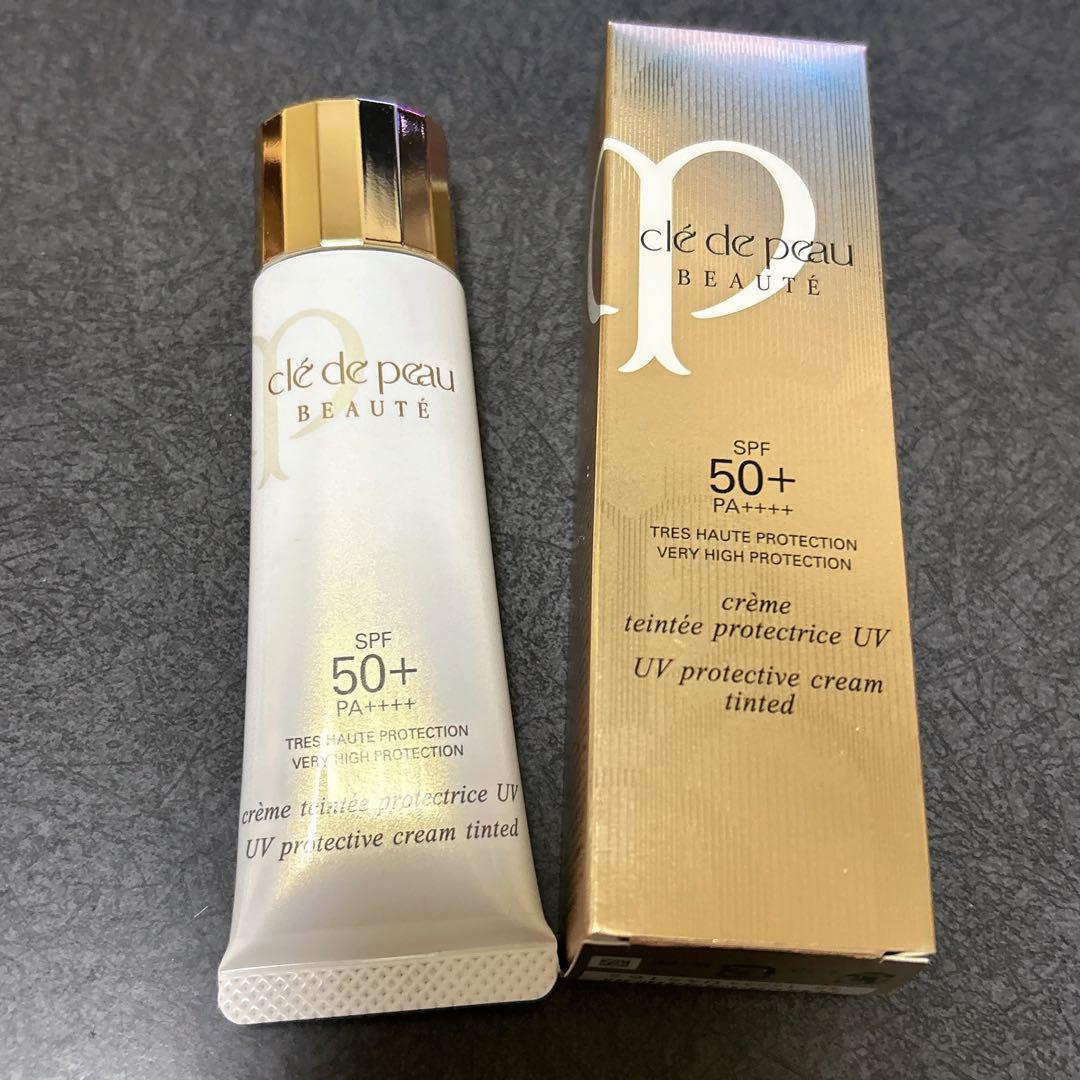 clé de peau
BEAUTÉ
SPF
50+
PA++++
TRES HAUTE PROTECTION
VERY HIGH PROTECTION
crème teintée protectrice UV
UV protective cream tinted
clé de peau
BEAUTÉ
SPF
50+
PA++++
TRES HAUTE PROTECTION
VERY HIGH PROTECTION
crème
teintée protectrice UV
UV protective cream
tinted